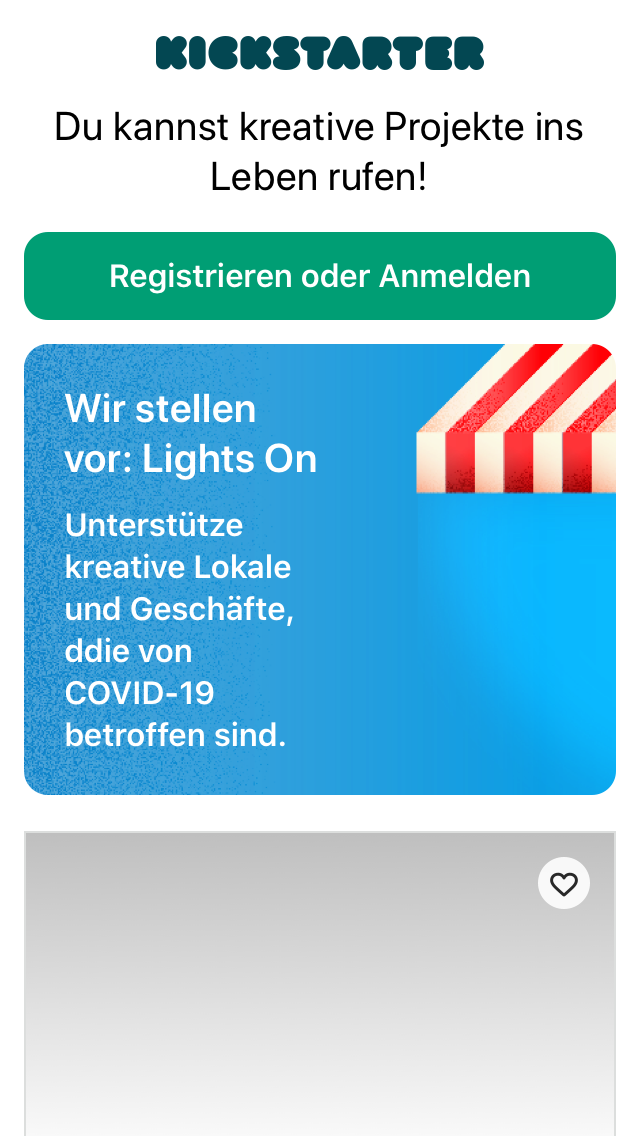 KICKSTARTER
Du kannst kreative Projekte ins
Leben rufen!
Registrieren oder Anmelden
Wir stellen
vor: Lights On
Unterstütze
kreative Lokale
und Geschäfte,
ddie von
COVID-19
betroffen sind.